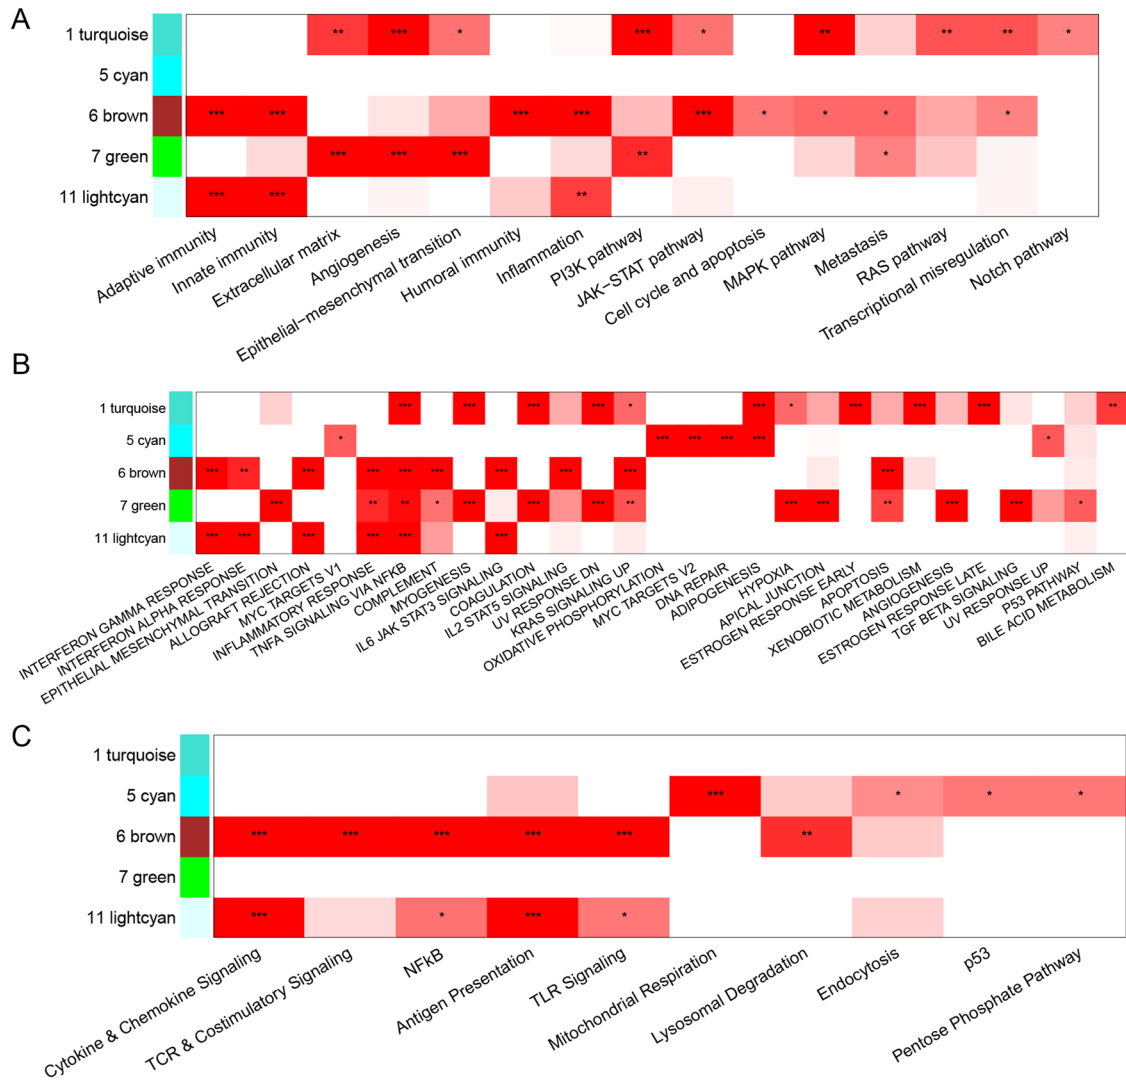 A
1 turquoise ** *** * *** * ** ** ** *
5 cyan
6 brown *** *** *** *** *** * * * *
7 green *** *** *** ** *
11 lightcyan *** *** **
Adaptive immunity
Innate immunity
Extracellular matrix
Angiogenesis
Epithelial−mesenchymal transition
Humoral immunity
Inflammation
PI3K pathway
JAK−STAT pathway
Cell cycle and apoptosis
MAPK pathway
Metastasis
RAS pathway
Transcriptional misregulation
Notch pathway
B
1 turquoise *** *** *** *** * *** * *** *** *** **
5 cyan * *** *** *** *** *
6 brown *** ** *** *** *** *** *** *** *** ***
7 green *** ** ** * *** *** *** ** *** *** ** *** *** *
11 lightcyan *** *** *** *** *** ***
INTERFERON GAMMA RESPONSE
INTERFERON ALPHA RESPONSE
EPITHELIAL MESENCHYMAL TRANSITION
ALLOGRAFT REJECTION
MYC TARGETS V1
INFLAMMATORY RESPONSE
TNFA SIGNALING VIA NFKB
COMPLEMENT
MYOGENESIS
IL6 JAK STAT3 SIGNALING
COAGULATION
IL2 STAT5 SIGNALING
UV RESPONSE DN
KRAS SIGNALING UP
OXIDATIVE PHOSPHORYLATION
MYC TARGETS V2
DNA REPAIR
ADIPOGENESIS
HYPOXIA
APICAL JUNCTION
ESTROGEN RESPONSE EARLY
APOPTOSIS
XENOBIOTIC METABOLISM
ANGIOGENESIS
ESTROGEN RESPONSE LATE
TGF BETA SIGNALING
UV RESPONSE UP
P53 PATHWAY
BILE ACID METABOLISM
C
1 turquoise
5 cyan *** * * *
6 brown *** *** *** *** *** **
7 green
11 lightcyan *** * *** *
Cytokine & Chemokine Signaling
TCR & Costimulatory Signaling
NFkB
Antigen Presentation
TLR Signaling
Mitochondrial Respiration
Lysosomal Degradation
Endocytosis
p53
Pentose Phosphate Pathway